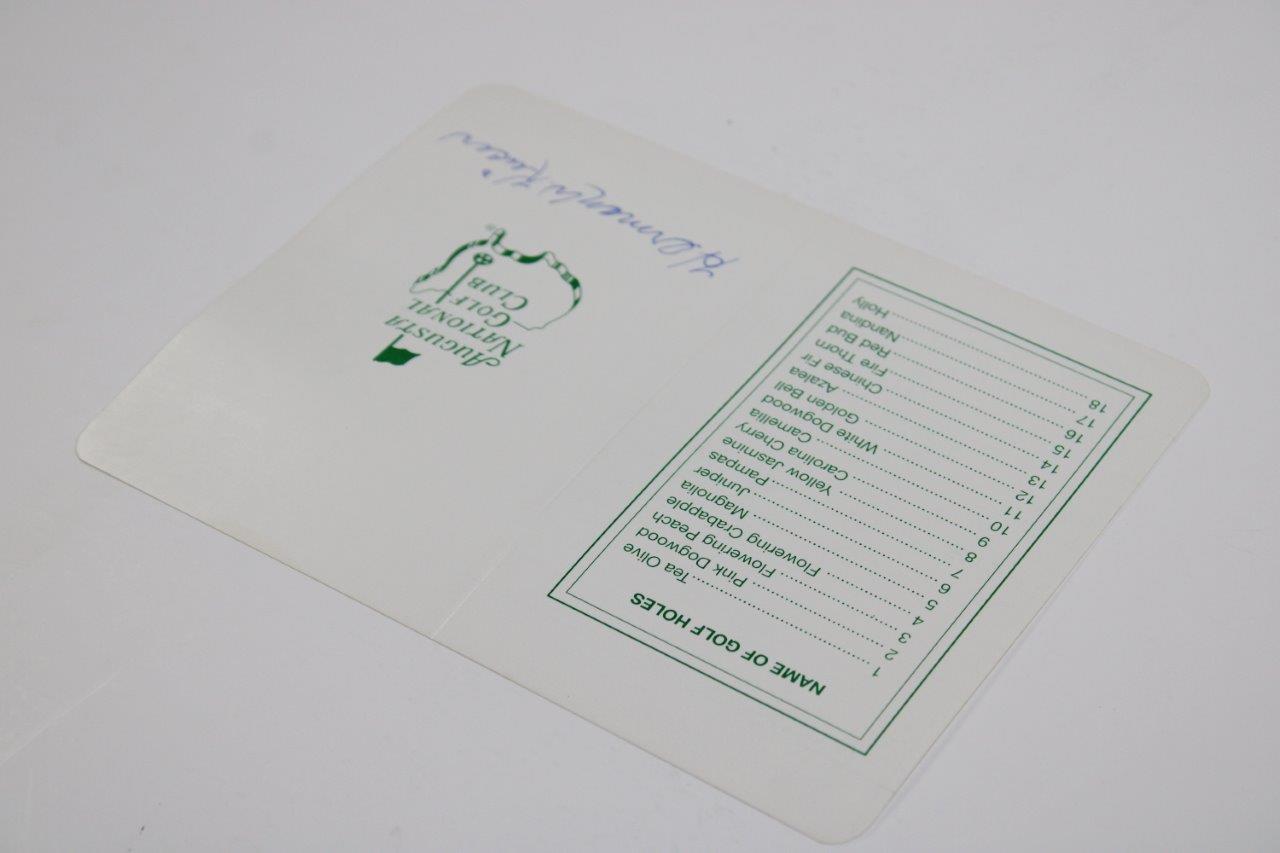 NAME OF GOLF HOLES
1 Tea Olive
2 Pink Dogwood
3 Flowering Peach
4 Flowering Crabapple
5 Magnolia
6 Juniper
7 Pampas
8 Yellow Jasmine
9 Carolina Cherry
10 Camellia
11 White Dogwood
12 Golden Bell
13 Azalea
14 Chinese Fir
15 Fire Thorn
16 Red Bud
17 Nandina
18 Holly
AUGUSTA
NATIONAL
GOLF
CLUB
Herman